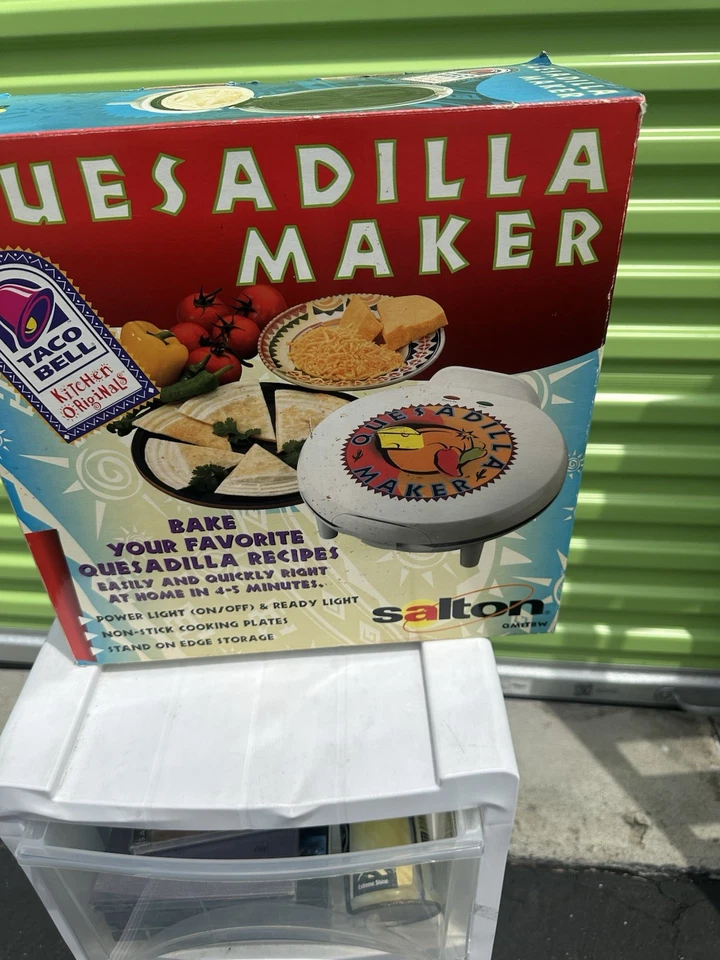 QUESADILLA
MAKER
UESADILLA
MAKER
TACO
BELL
KitcHen
ORiGiNalS
QUESADILLA
MAKER
BAKE
YOUR FAVORITE
QUESADILLA RECIPES
EASILY AND QUICKLY RIGHT
AT HOME IN 4-5 MINUTES.
POWER LIGHT (ON/OFF) & READY LIGHT
NON-STICK COOKING PLATES
STAND ON EDGE STORAGE
salton